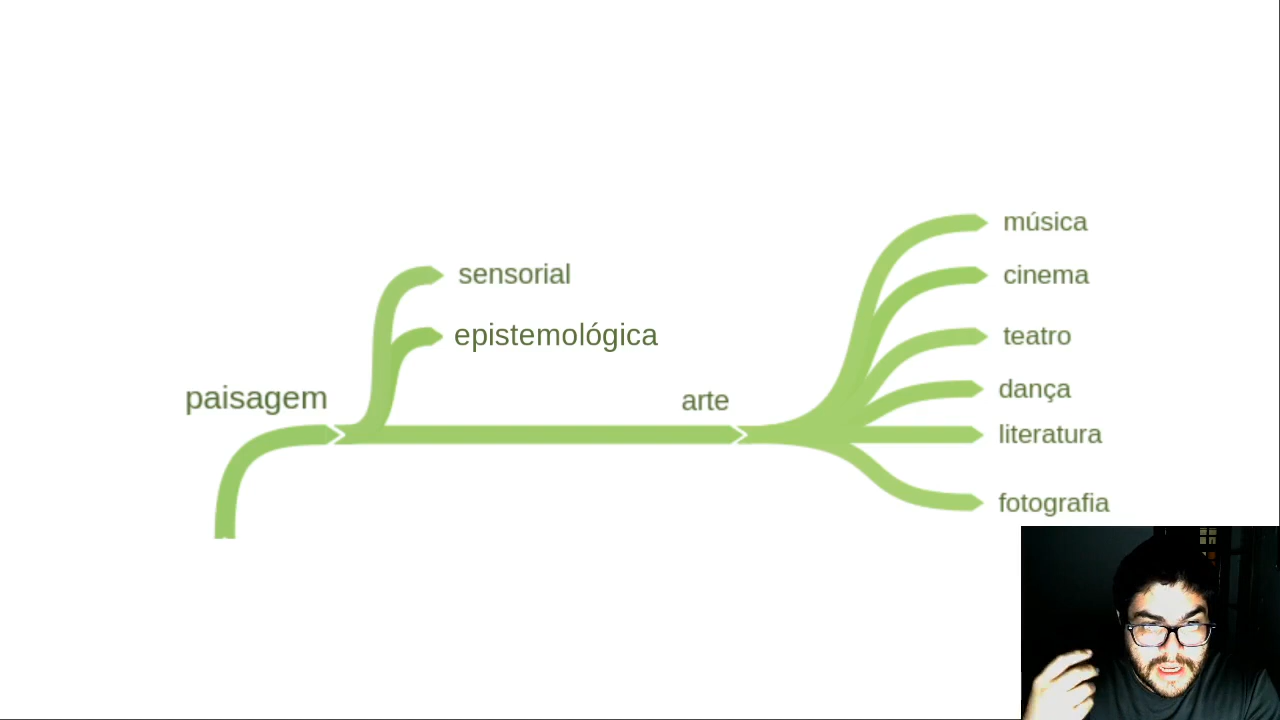 paisagem
sensorial
epistemológica
arte
música
cinema
teatro
dança
literatura
fotografia